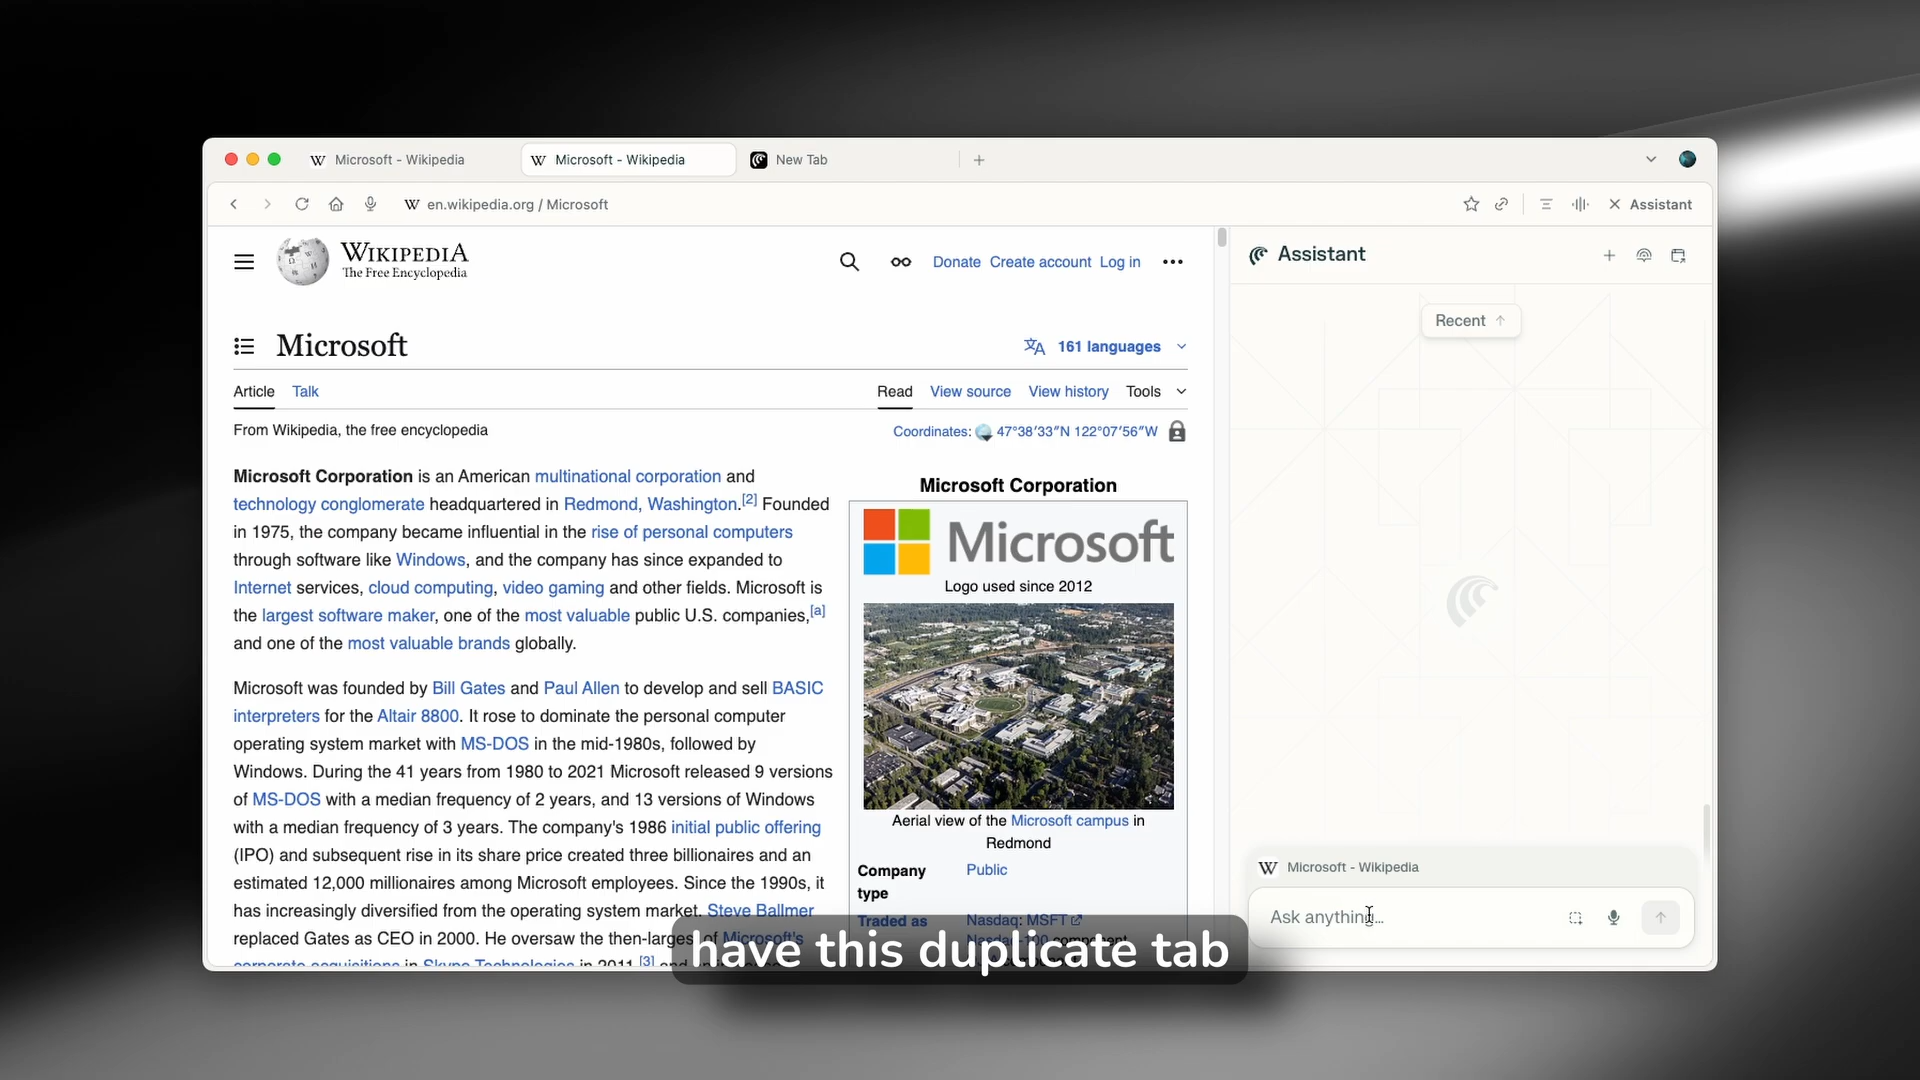 Microsoft - Wikipedia
Microsoft - Wikipedia
New Tab
en.wikipedia.org / Microsoft
Assistant
WIKIPEDIA
The Free Encyclopedia
Donate Create account Log in
Assistant
Recent
Microsoft
161 languages
Article Talk
Read View source View history Tools
From Wikipedia, the free encyclopedia
Coordinates: 47°38′33″N 122°07′56″W
Microsoft Corporation is an American multinational corporation and
technology conglomerate headquartered in Redmond, Washington.[2] Founded
in 1975, the company became influential in the rise of personal computers
through software like Windows, and the company has since expanded to
Internet services, cloud computing, video gaming and other fields. Microsoft is
the largest software maker, one of the most valuable public U.S. companies,[a]
and one of the most valuable brands globally.
Microsoft was founded by Bill Gates and Paul Allen to develop and sell BASIC
interpreters for the Altair 8800. It rose to dominate the personal computer
operating system market with MS-DOS in the mid-1980s, followed by
Windows. During the 41 years from 1980 to 2021 Microsoft released 9 versions
of MS-DOS with a median frequency of 2 years, and 13 versions of Windows
with a median frequency of 3 years. The company's 1986 initial public offering
(IPO) and subsequent rise in its share price created three billionaires and an
estimated 12,000 millionaires among Microsoft employees. Since the 1990s, it
has increasingly diversified from the operating system market. Steve Ballmer
replaced Gates as CEO in 2000. He oversaw the then-largest of Microsoft's
corporate acquisitions in Skype Technologies in 2011,[3] and
Microsoft Corporation
Microsoft
Logo used since 2012
Aerial view of the Microsoft campus in
Redmond
Company
type
Public
Traded as
Nasdaq: MSFT
Nasdaq-100 component
Microsoft - Wikipedia
Ask anything...
have this duplicate tab